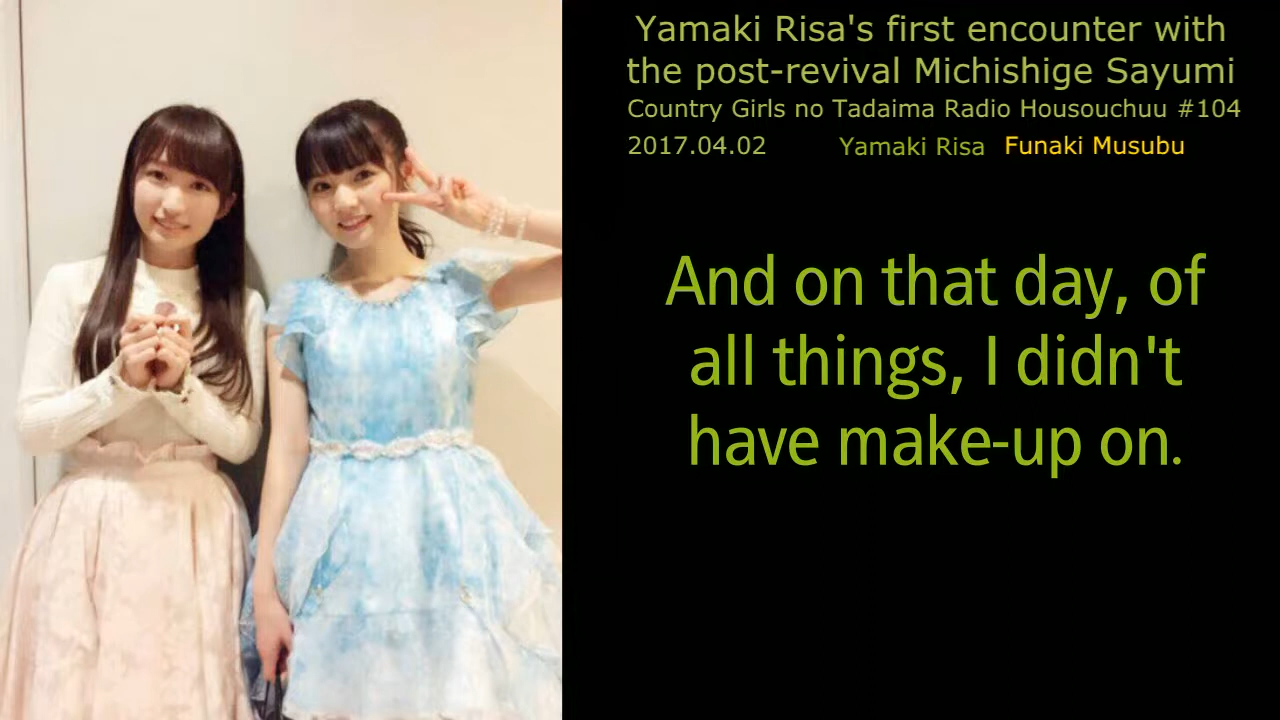 Yamaki Risa's first encounter with
the post-revival Michishige Sayumi
Country Girls no Tadaima Radio Housouchuu #104
2017.04.02 Yamaki Risa Funaki Musubu
And on that day, of
all things, I didn't
have make-up on.